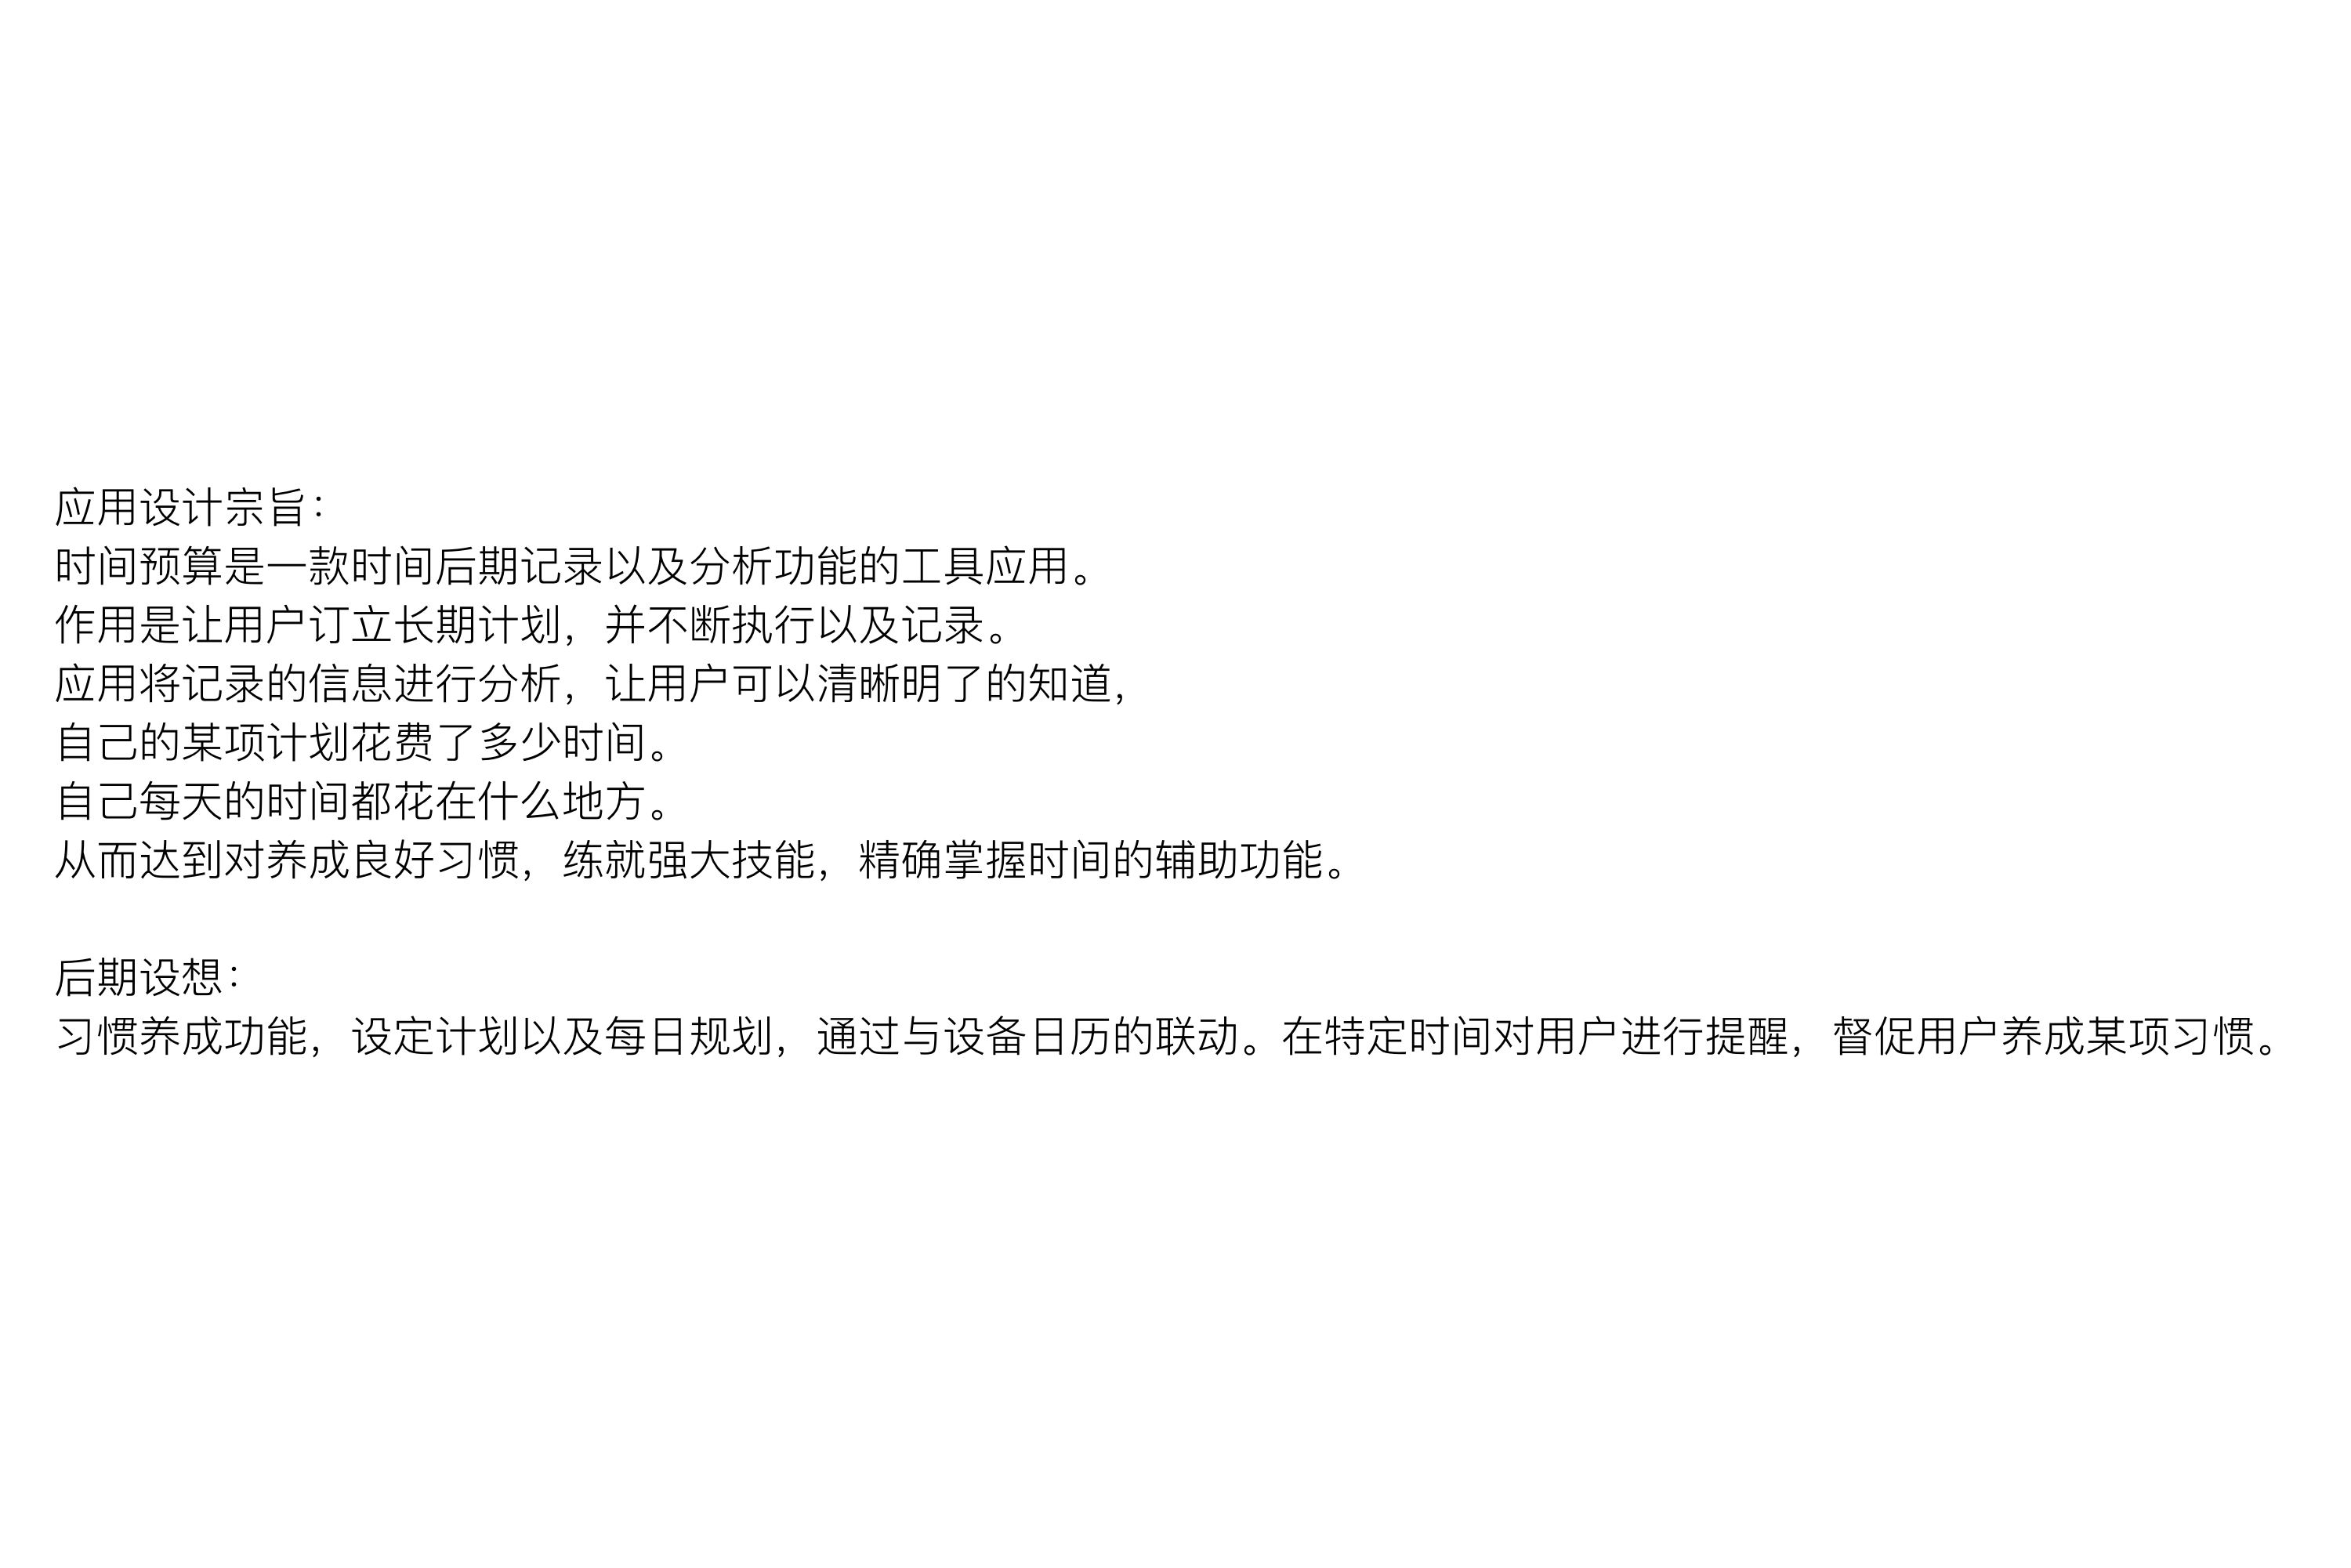 应用设计宗旨：
时间预算是一款时间后期记录以及分析功能的工具应用。
作用是让用户订立长期计划，并不断执行以及记录。
应用将记录的信息进行分析，让用户可以清晰明了的知道，
自己的某项计划花费了多少时间。
自己每天的时间都花在什么地方。
从而达到对养成良好习惯，练就强大技能，精确掌握时间的辅助功能。
后期设想：
习惯养成功能，设定计划以及每日规划，通过与设备日历的联动。在特定时间对用户进行提醒，督促用户养成某项习惯。